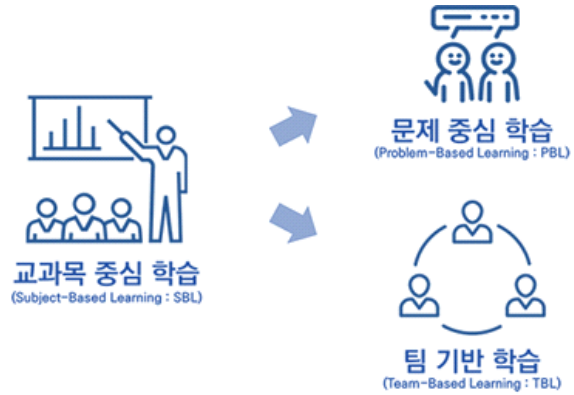 교과목 중심 학습
(Subject-Based Learning : SBL)
문제 중심 학습
(Problem-Based Learning : PBL)
팀 기반 학습
(Team-Based Learning : TBL)